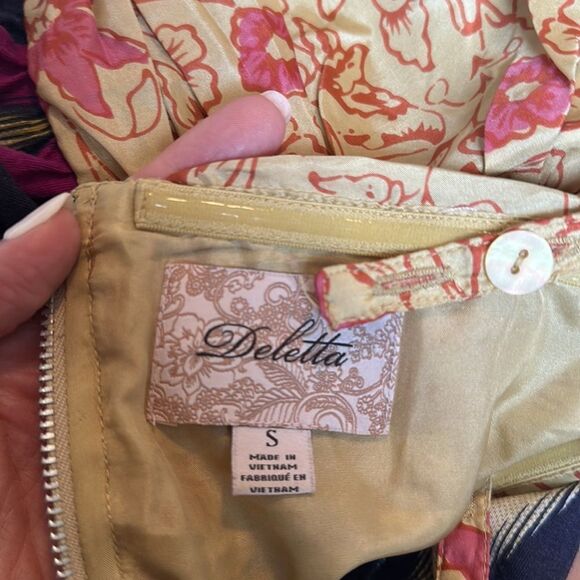 Deletta
S
MADE IN
VIETNAM
FABRIQUÉ EN
VIETNAM